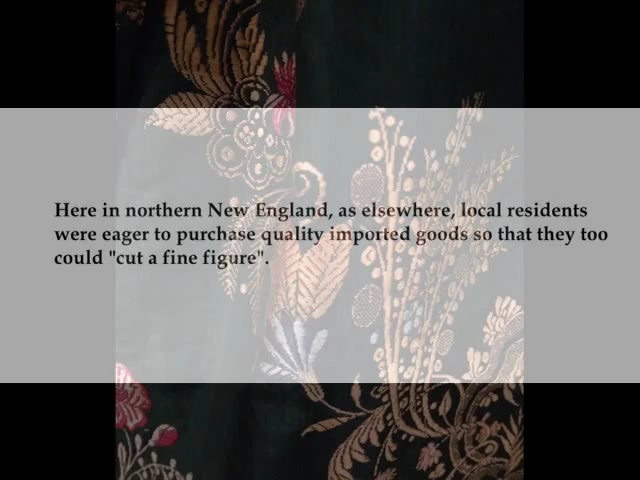 Here in northern New England, as elsewhere, local residents
were eager to purchase quality imported goods so that they too
could "cut a fine figure".